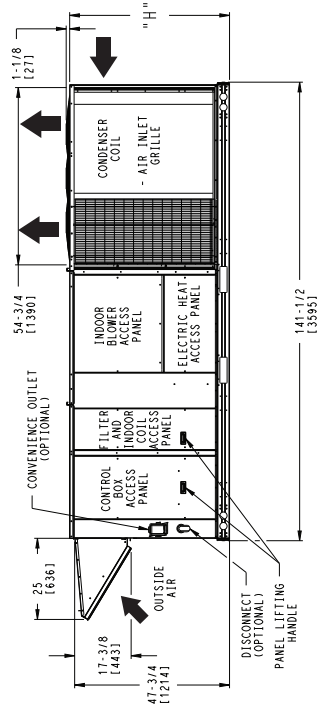 1-1/8
[27]
"H"
54-3/4
[1390]
CONDENSER
COIL
- AIR INLET
GRILLE
INDOOR
BLOWER
ACCESS
PANEL
ELECTRIC HEAT
ACCESS PANEL
141-1/2
[3595]
CONVENIENCE OUTLET
(OPTIONAL)
FILTER
AND
INDOOR
COIL
ACCESS
PANEL
CONTROL
BOX
ACCESS
PANEL
25
[636]
OUTSIDE
AIR
DISCONNECT
(OPTIONAL)
PANEL LIFTING
HANDLE
17-3/8
[443]
47-3/4
[1214]